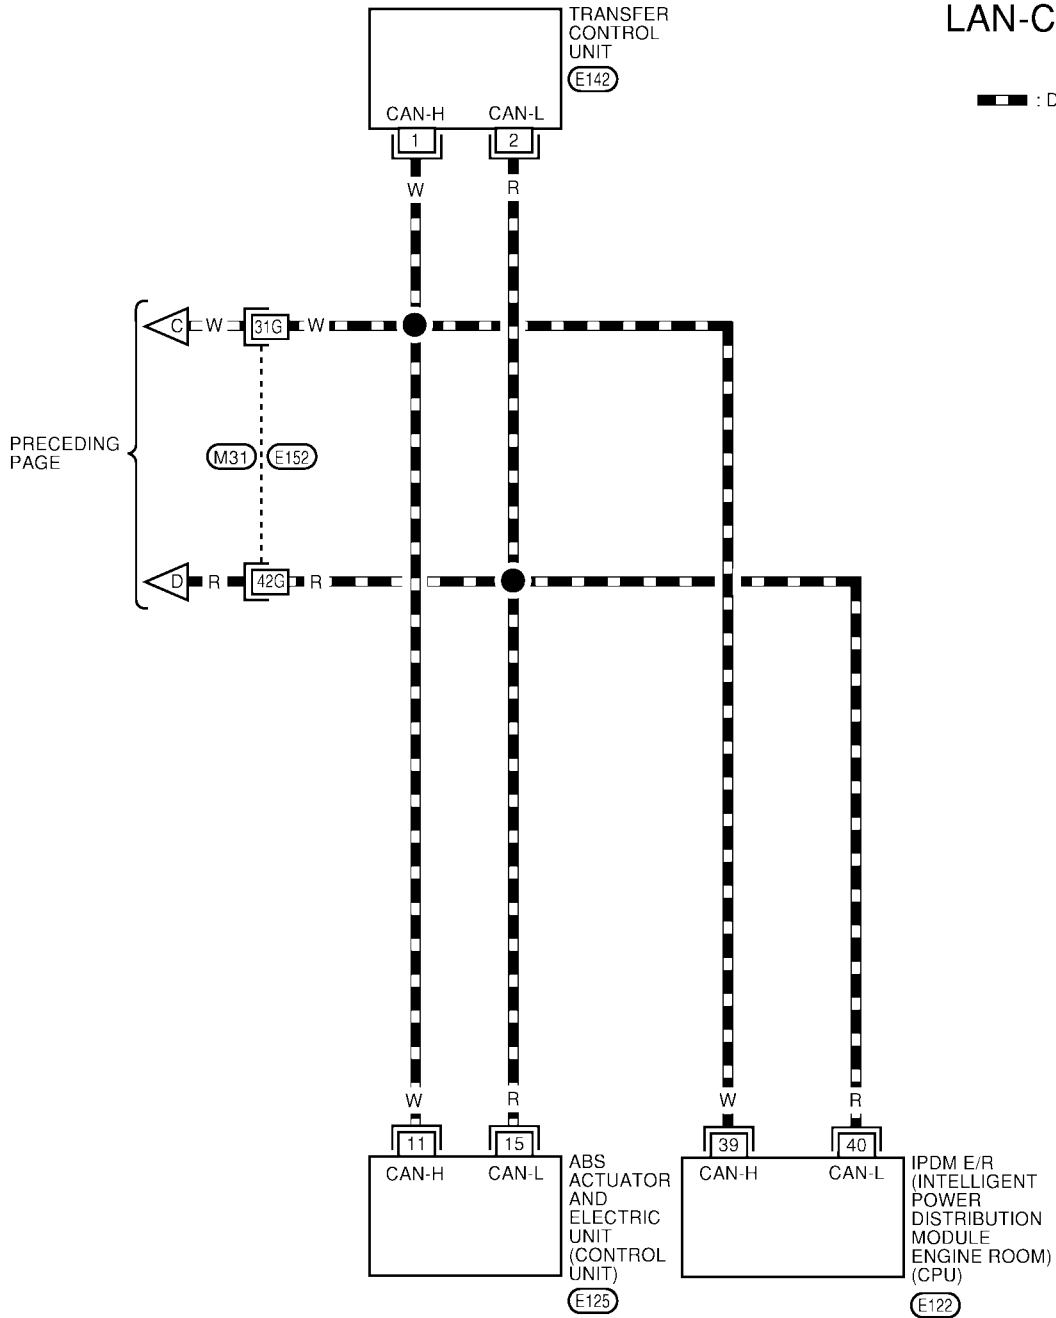 TRANSFER
CONTROL
UNIT
E142
LAN-C
: D
CAN-H
CAN-L
1
2
W
R
C
W
31G
W
PRECEDING
PAGE
M31
E152
D
R
42G
R
W
R
W
R
11
15
39
40
CAN-H
CAN-L
CAN-H
CAN-L
ABS
ACTUATOR
AND
ELECTRIC
UNIT
(CONTROL
UNIT)
E125
IPDM E/R
(INTELLIGENT
POWER
DISTRIBUTION
MODULE
ENGINE ROOM)
(CPU)
E122